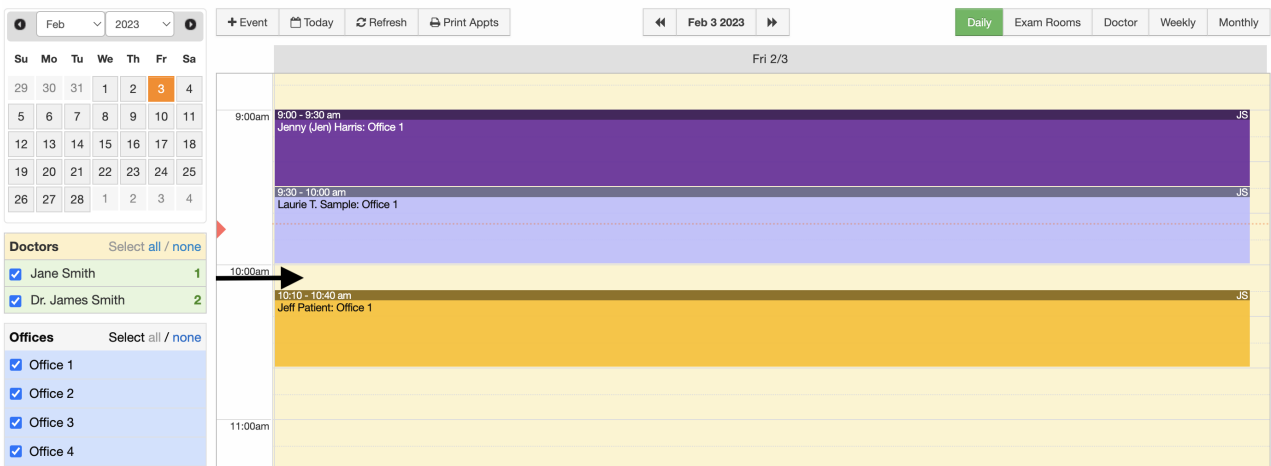 Feb 2023
Su Mo Tu We Th Fr Sa
29 30 31 1 2 3 4
5 6 7 8 9 10 11
12 13 14 15 16 17 18
19 20 21 22 23 24 25
26 27 28 1 2 3 4
Doctors Select all / none
Jane Smith 1
Dr. James Smith 2
Offices Select all / none
Office 1
Office 2
Office 3
Office 4
+ Event Today Refresh Print Appts Feb 3 2023 Daily Exam Rooms Doctor Weekly Monthly
Fri 2/3
9:00am 9:00 - 9:30 am JS
Jenny (Jen) Harris: Office 1
9:30 - 10:00 am JS
Laurie T. Sample: Office 1
10:00am
10:10 - 10:40 am JS
Jeff Patient: Office 1
11:00am